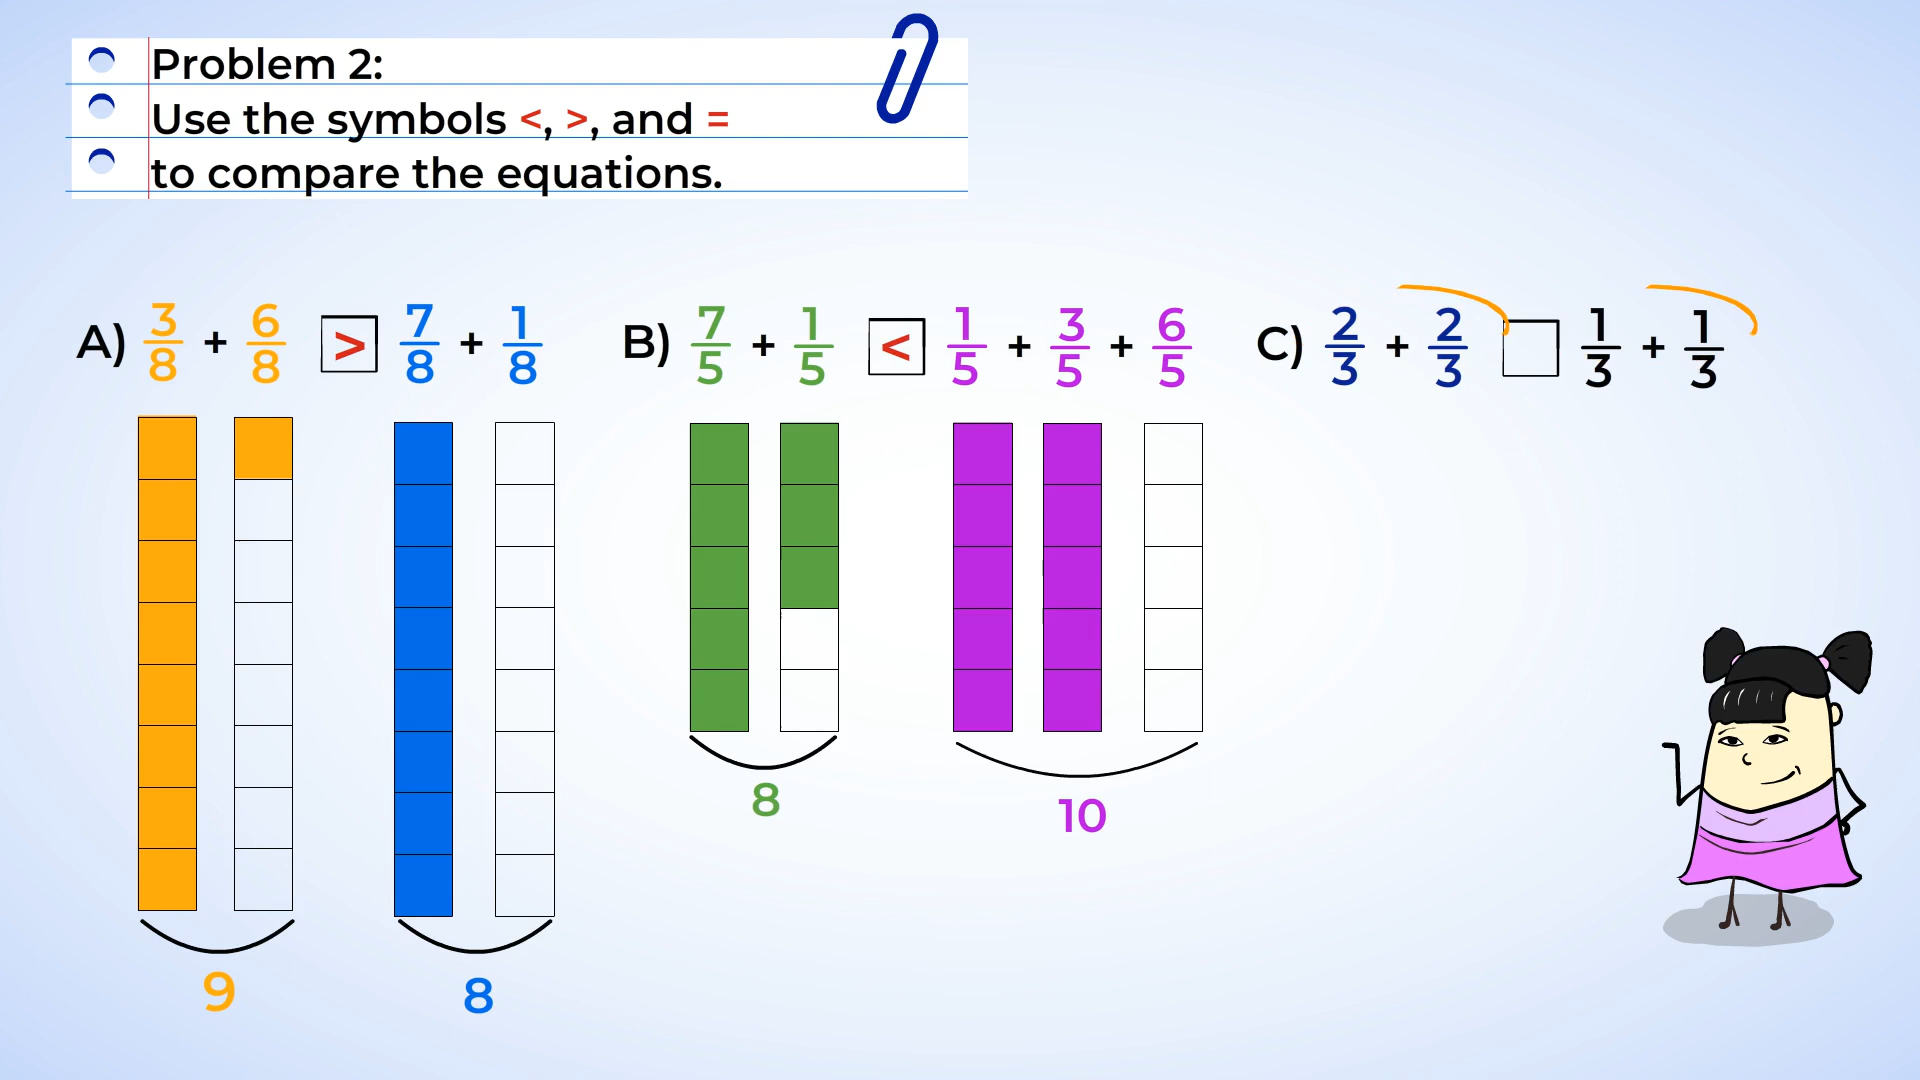 Problem 2:
Use the symbols <, >, and =
to compare the equations.
A) 3/8 + 6/8 > 7/8 + 1/8
B) 7/5 + 1/5 < 1/5 + 3/5 + 6/5
C) 2/3 + 2/3 □ 1/3 + 1/3
8
10
9
8